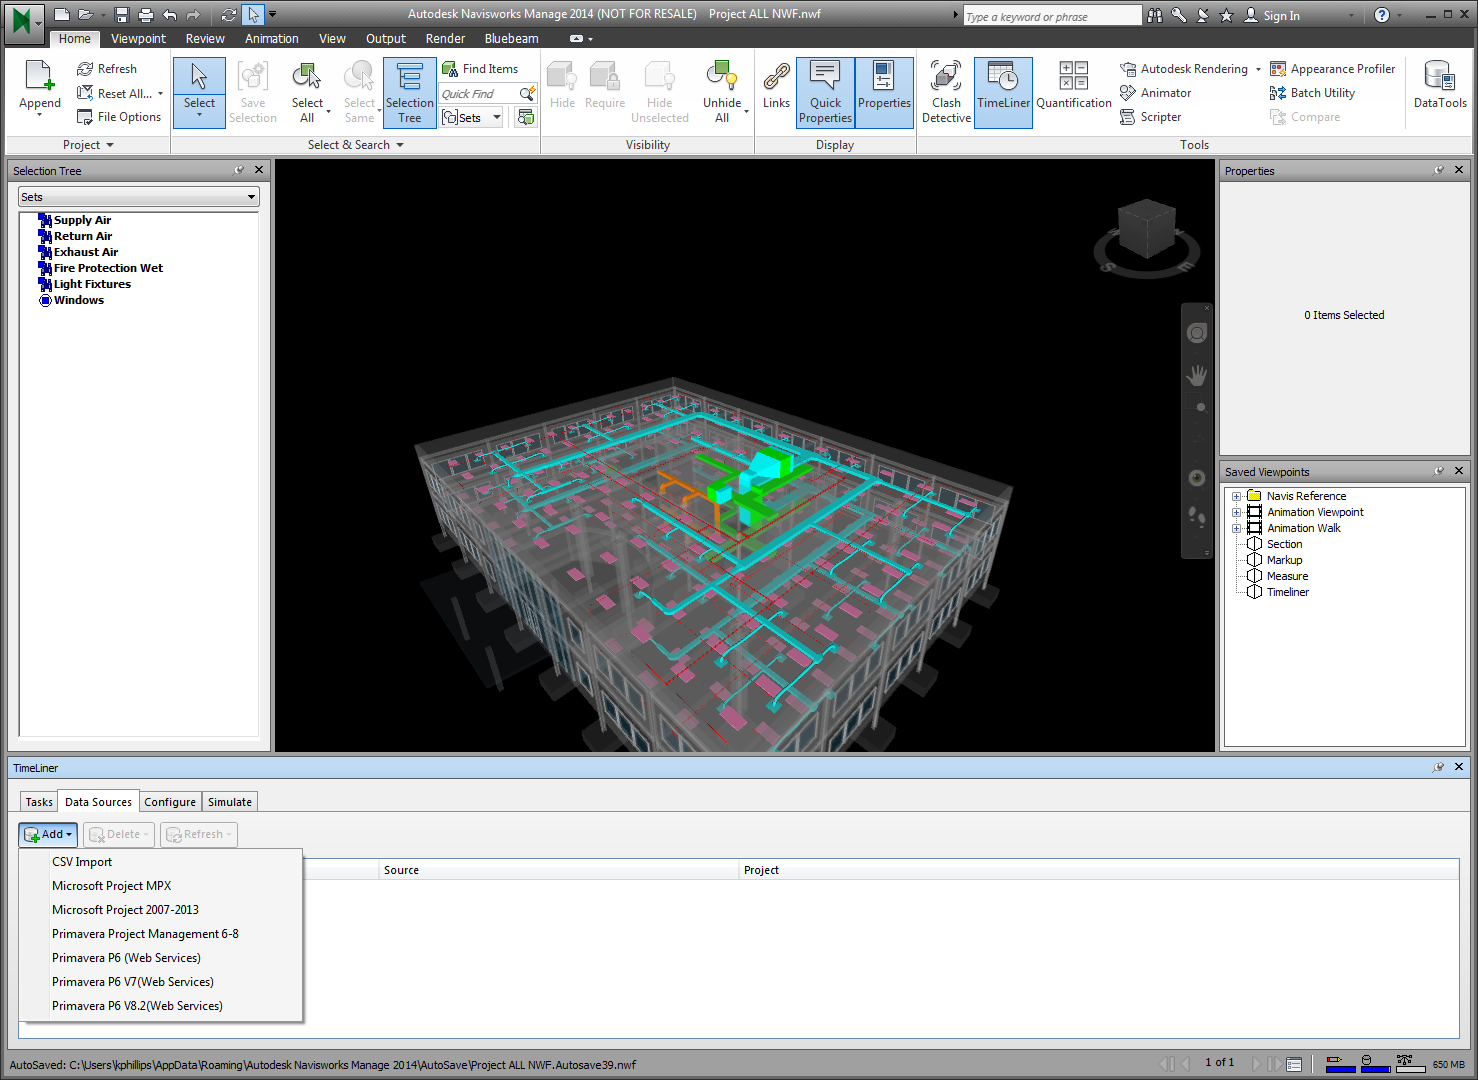 Autodesk Navisworks Manage 2014 (NOT FOR RESALE) Project ALL NWF.nwf
Type a keyword or phrase
Sign In
Home Viewpoint Review Animation View Output Render Bluebeam
Append
Refresh
Reset All...
File Options
Project
Select
Save Selection
Select All
Select Same
Selection Tree
Find Items
Quick Find
Sets
Select & Search
Hide
Require
Hide Unselected
Unhide All
Visibility
Links
Quick Properties
Properties
Display
Clash Detective
TimeLiner
Quantification
Autodesk Rendering
Animator
Scripter
Appearance Profiler
Batch Utility
Compare
Tools
DataTools
Selection Tree
Sets
Supply Air
Return Air
Exhaust Air
Fire Protection Wet
Light Fixtures
Windows
S E
Properties
0 Items Selected
Saved Viewpoints
Navis Reference
Animation Viewpoint
Animation Walk
Section
Markup
Measure
Timeliner
TimeLiner
Tasks Data Sources Configure Simulate
Add Delete Refresh
Source Project
CSV Import
Microsoft Project MPX
Microsoft Project 2007-2013
Primavera Project Management 6-8
Primavera P6 (Web Services)
Primavera P6 V7(Web Services)
Primavera P6 V8.2(Web Services)
AutoSaved: C:\Users\kphillips\AppData\Roaming\Autodesk Navisworks Manage 2014\AutoSave\Project ALL NWF.Autosave39.nwf
1 of 1
650 MB